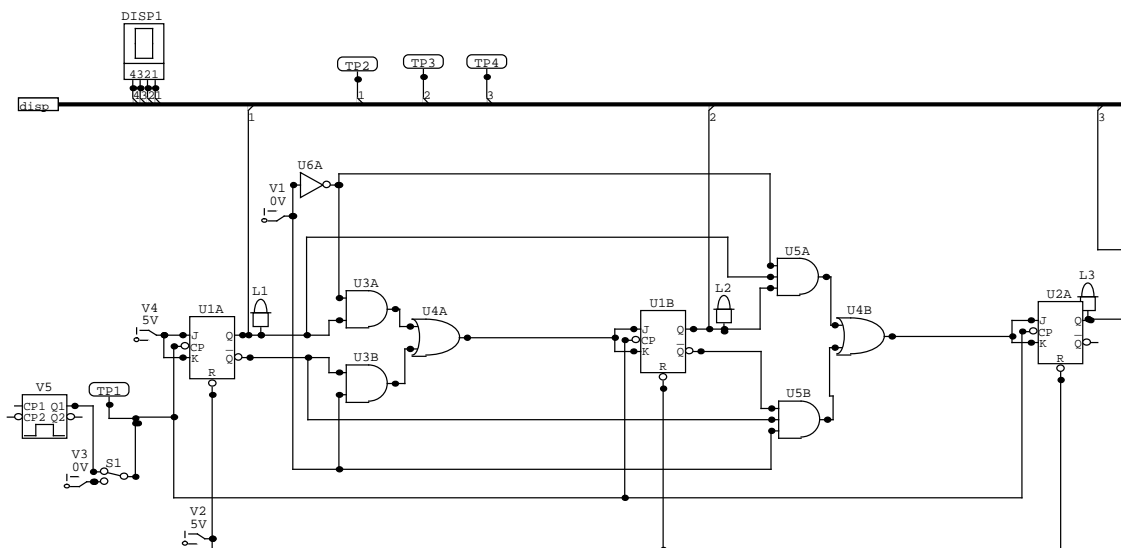 DISP1
4321
TP2
TP3
TP4
disp
4321
1
2
3
1
2
3
U6A
V1
0V
U5A
L1
U3A
U4A
L2
U4B
L3
V4
5V
U1A
J
Q
CP
K
Q
R
U1B
J
Q
CP
K
Q
R
U2A
J
Q
CP
K
Q
R
U3B
U5B
V5
CP1 Q1
CP2 Q2
TP1
V3
0V
S1
V2
5V